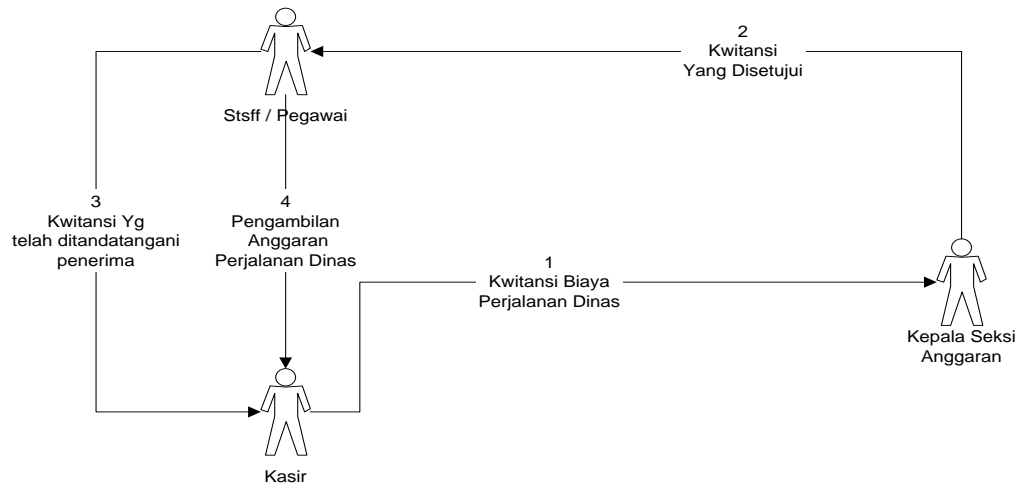 2
Kwitansi
Yang Disetujui
Stsff / Pegawai
3
Kwitansi Yg
telah ditandatangani
penerima
4
Pengambilan
Anggaran
Perjalanan Dinas
1
Kwitansi Biaya
Perjalanan Dinas
Kepala Seksi
Anggaran
Kasir